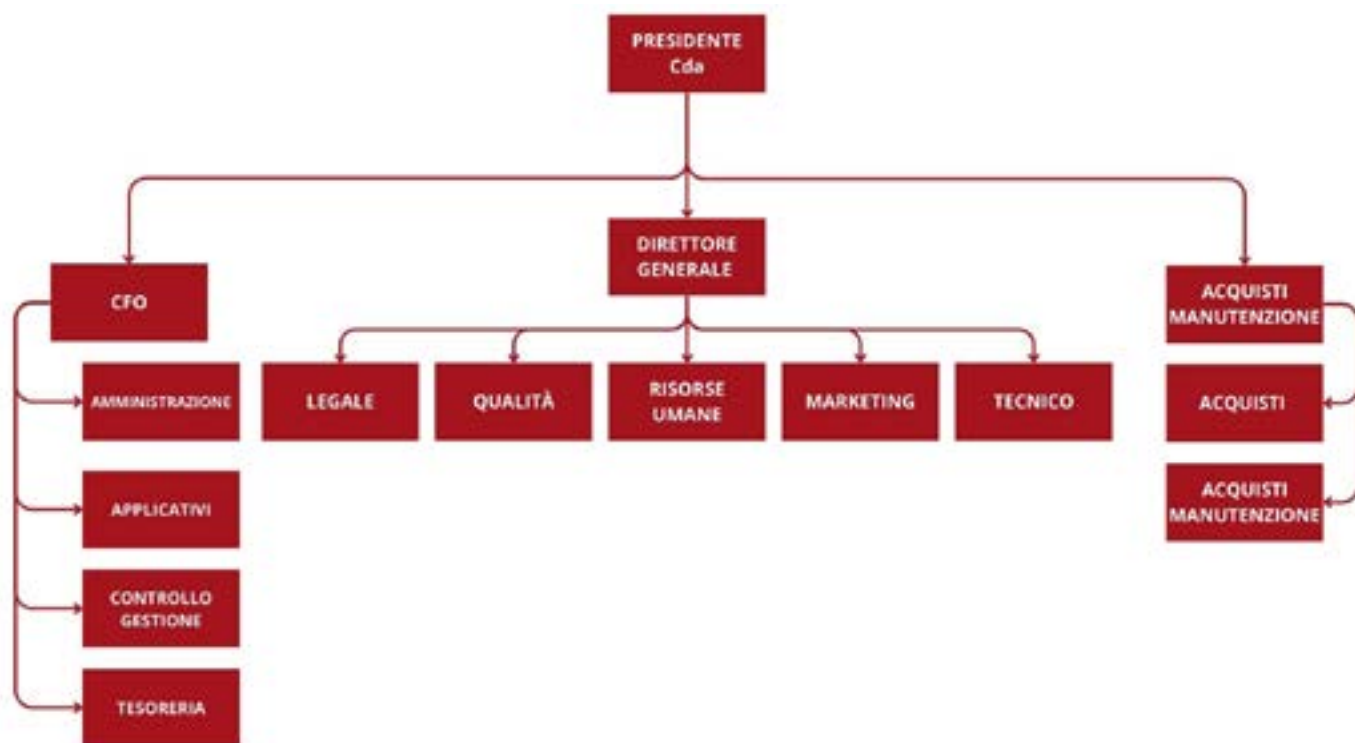 PRESIDENTE
Cda
DIRETTORE
GENERALE
CFO
ACQUISTI
MANUTENZIONE
AMMINISTRAZIONE
LEGALE
QUALITÀ
RISORSE
UMANE
MARKETING
TECNICO
ACQUISTI
APPLICATIVI
ACQUISTI
MANUTENZIONE
CONTROLLO
GESTIONE
TESORERIA